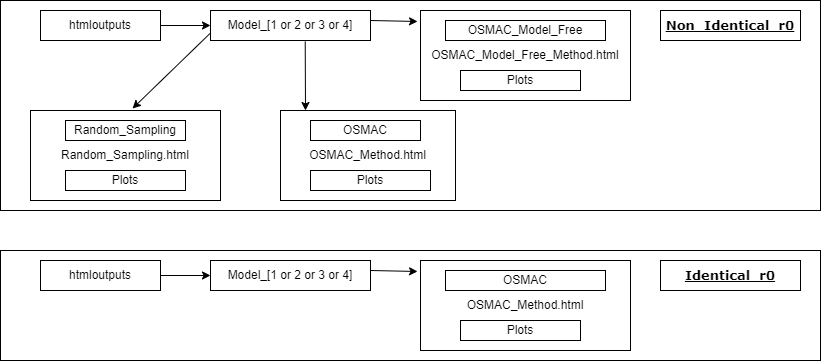 htmloutputs
Model_[1 or 2 or 3 or 4]
OSMAC_Model_Free
OSMAC_Model_Free_Method.html
Plots
Non_Identical_r0
Random_Sampling
Random_Sampling.html
Plots
OSMAC
OSMAC_Method.html
Plots
htmloutputs
Model_[1 or 2 or 3 or 4]
OSMAC
OSMAC_Method.html
Plots
Identical_r0